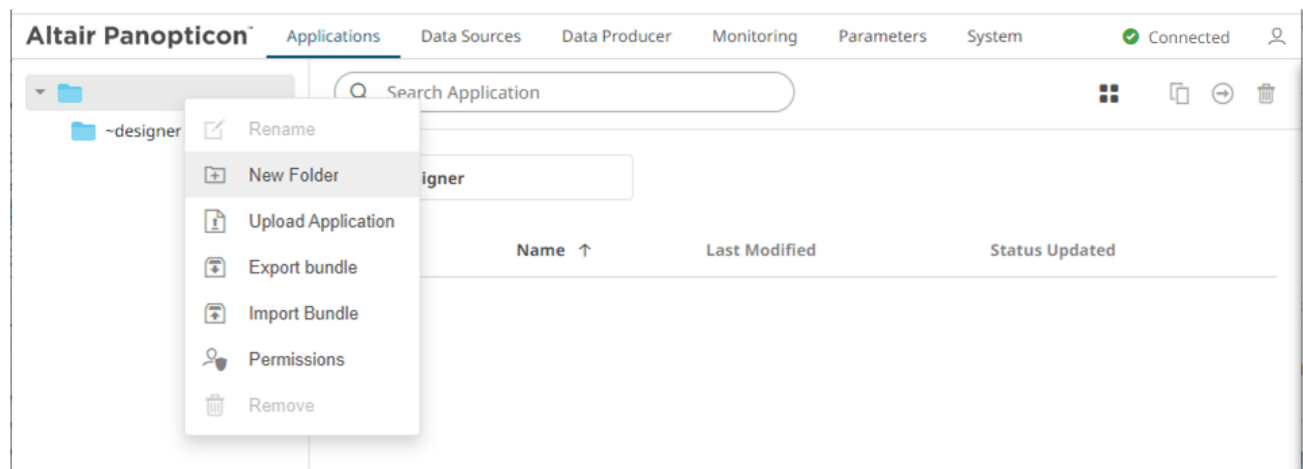 Altair Panopticon™ Applications Data Sources Data Producer Monitoring Parameters System Connected
Search Application
~designer
Rename
New Folder
igner
Upload Application
Name ↑ Last Modified Status Updated
Export bundle
Import Bundle
Permissions
Remove